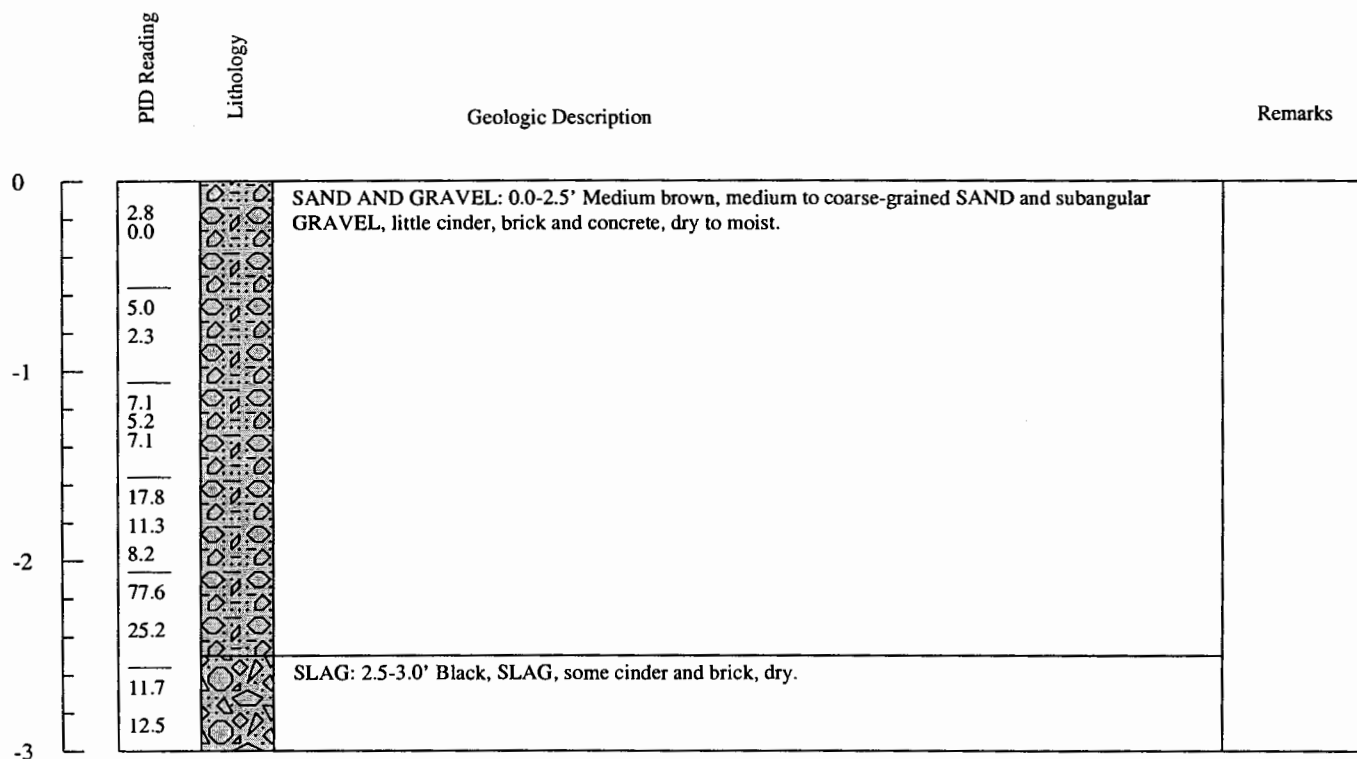 PID Reading
Lithology
Geologic Description
Remarks
0
SAND AND GRAVEL: 0.0-2.5' Medium brown, medium to coarse-grained SAND and subangular
GRAVEL, little cinder, brick and concrete, dry to moist.
2.8
0.0
5.0
2.3
-1
7.1
5.2
7.1
17.8
11.3
8.2
-2
77.6
25.2
SLAG: 2.5-3.0' Black, SLAG, some cinder and brick, dry.
11.7
12.5
-3